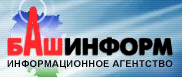 БАШИНФОРМ
ИНФОРМАЦИОННОЕ АГЕНТСТВО